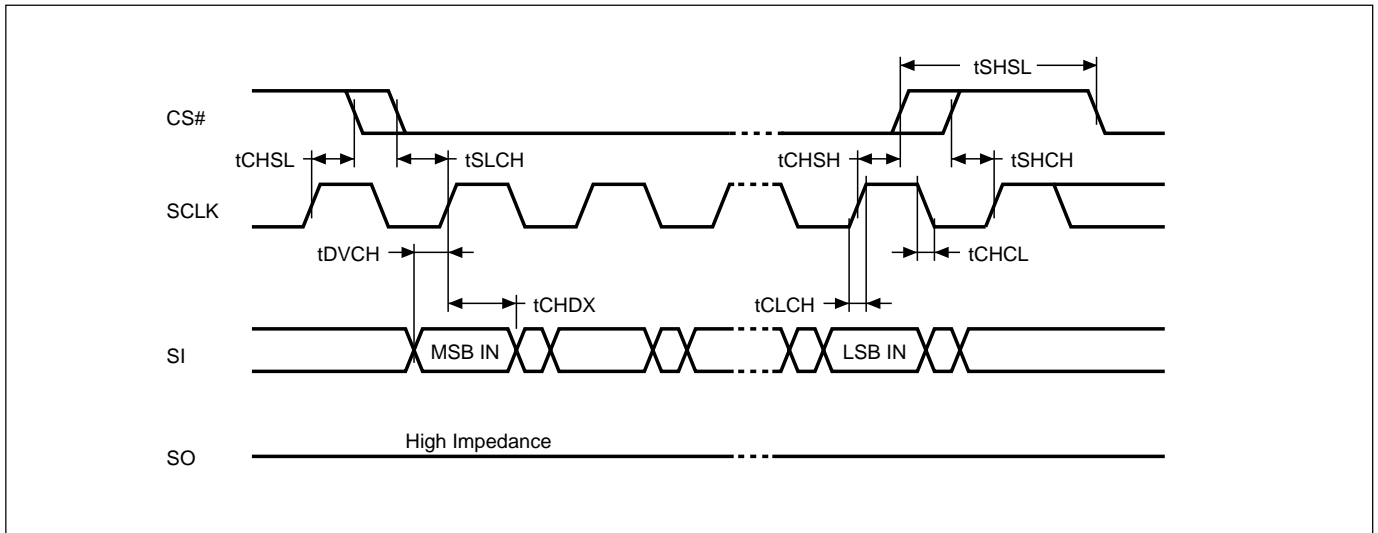 tSHSL
CS#
tCHSL
tSLCH
tCHSH
tSHCH
SCLK
tDVCH
tCHCL
tCHDX
tCLCH
SI
MSB IN
LSB IN
High Impedance
SO